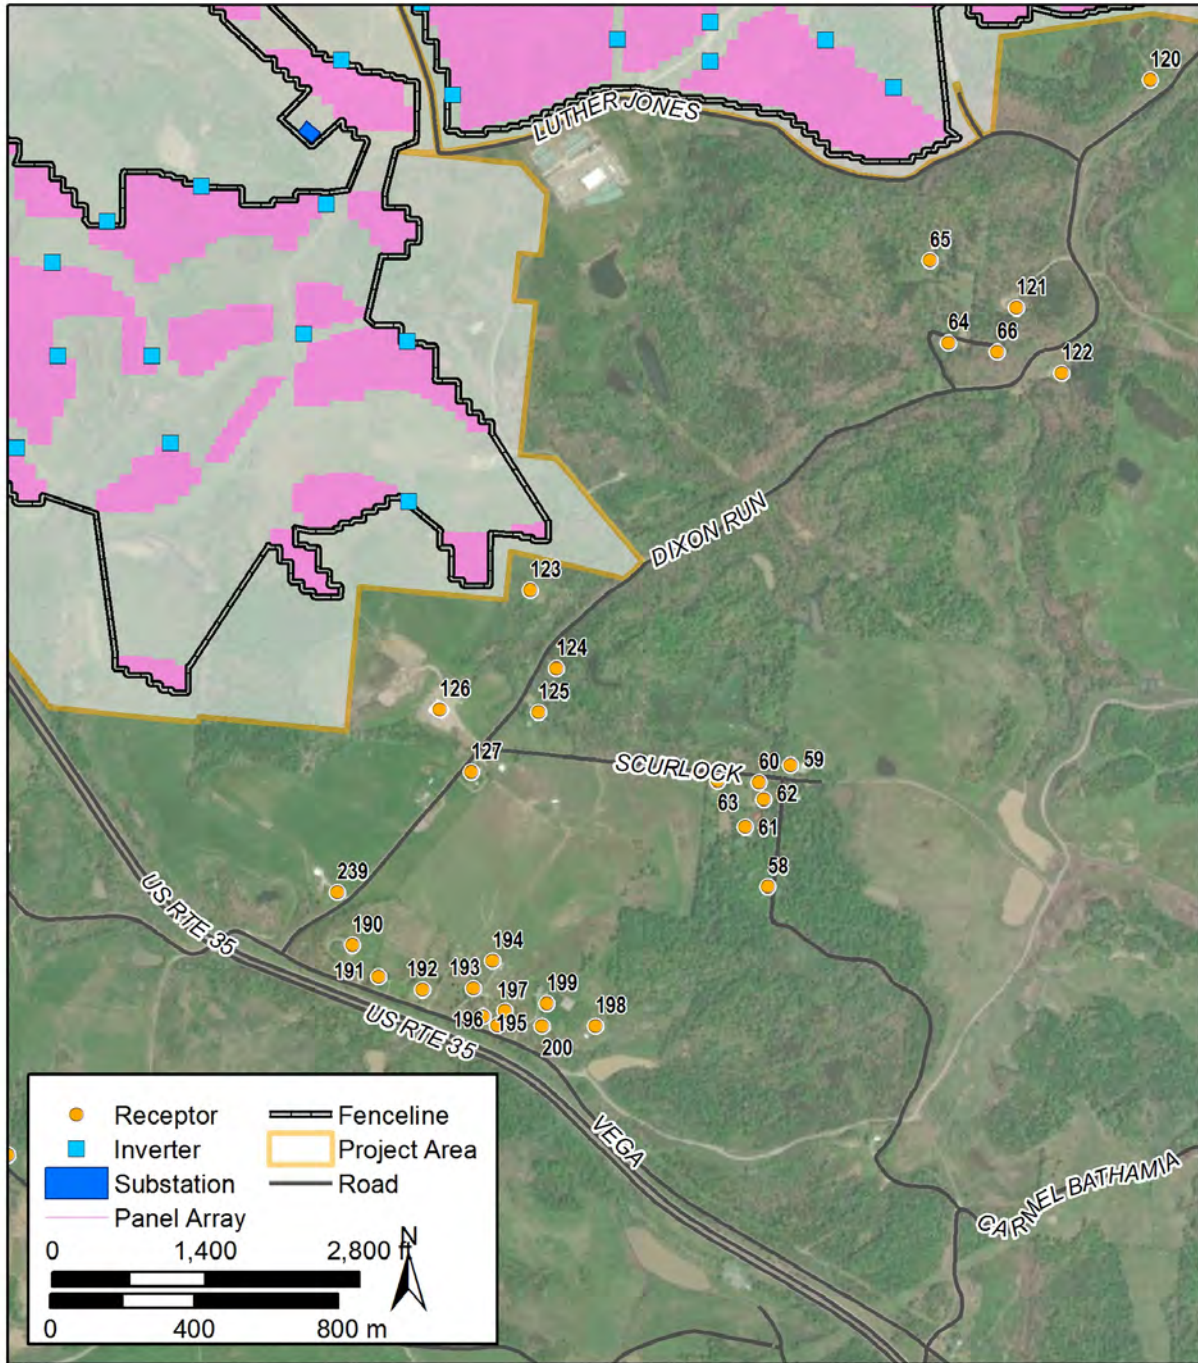 120
LUTHER JONES
65
121
64
66
122
DIXON RUN
123
124
126
125
127
SCURLOCK
60
59
63
62
61
58
239
US RTE 35
190
194
191
192
193
199
197
198
196
195
200
US RTE 35
VEGA
CARMEL BATHAMIA
Receptor
Fenceline
Inverter
Project Area
Substation
Road
Panel Array
N
0 1,400 2,800 ft
0 400 800 m